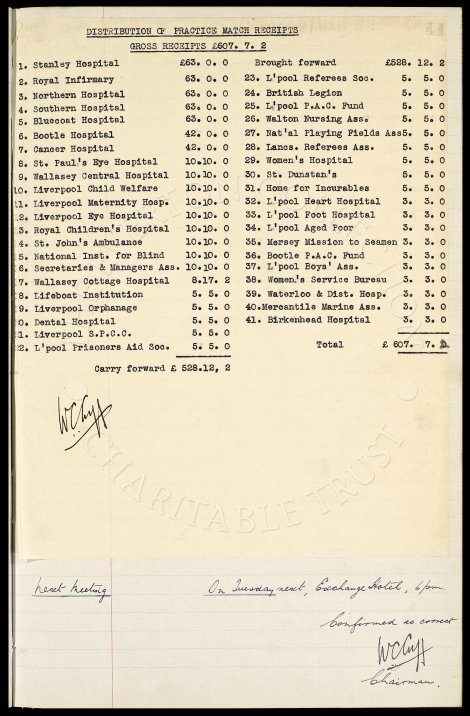 DISTRIBUTION OF PRACTICE MATCH RECEIPTS
GROSS RECEIPTS £607. 7. 2
1. Stanley Hospital £63. 0. 0
2. Royal Infirmary 63. 0. 0
3. Northern Hospital 63. 0. 0
4. Southern Hospital 63. 0. 0
5. Bluecoat Hospital 63. 0. 0
6. Bootle Hospital 42. 0. 0
7. Cancer Hospital 42. 0. 0
8. St. Paul's Eye Hospital 10.10. 0
9. Wallasey Central Hospital 10.10. 0
10. Liverpool Child Welfare 10.10. 0
11. Liverpool Maternity Hosp. 10.10. 0
12. Liverpool Eye Hospital 10.10. 0
13. Royal Children's Hospital 10.10. 0
14. St. John's Ambulance 10.10. 0
15. National Inst. for Blind 10.10. 0
16. Secretaries & Managers Ass. 10.10. 0
17. Wallasey Cottage Hospital 8.17. 2
18. Lifeboat Institution 5. 5. 0
19. Liverpool Orphanage 5. 5. 0
20. Dental Hospital 5. 5. 0
21. Liverpool S.P.C.C. 5. 5. 0
22. L'pool Prisoners Aid Soc. 5. 5. 0
Carry forward £ 528.12, 2
Brought forward £528. 12. 2
23. L'pool Referees Soc. 5. 5. 0
24. British Legion 5. 5. 0
25. L'pool P.A.C. Fund 5. 5. 0
26. Walton Nursing Ass. 5. 5. 0
27. Nat'al Playing Fields Ass5. 5. 0
28. Lancs. Referees Ass. 5. 5. 0
29. Women's Hospital 5. 5. 0
30. St. Dunstan's 5. 5. 0
31. Home for Incurables 5. 5. 0
32. L'pool Heart Hospital 3. 3. 0
33. L'pool Foot Hospital 3. 3. 0
34. L'pool Aged Poor 3. 3. 0
35. Mersey Mission to Seamen 3. 3. 0
36. Bootle P.A.C. Fund 3. 3. 0
37. L'pool Boys' Ass. 3. 3. 0
38. Women's Service Bureau 3. 3. 0
39. Waterloo & Dist. Hosp. 3. 3. 0
40.Mercantile Marine Ass. 3. 3. 0
41. Birkenhead Hospital 3. 3. 0
Total £ 607. 7. 2
WCCuff
CHARITABLE TRUST
Next Meeting On Tuesday next, Exchange Hotel, 6pm.
Confirmed as correct
WCCuff
Chairman.